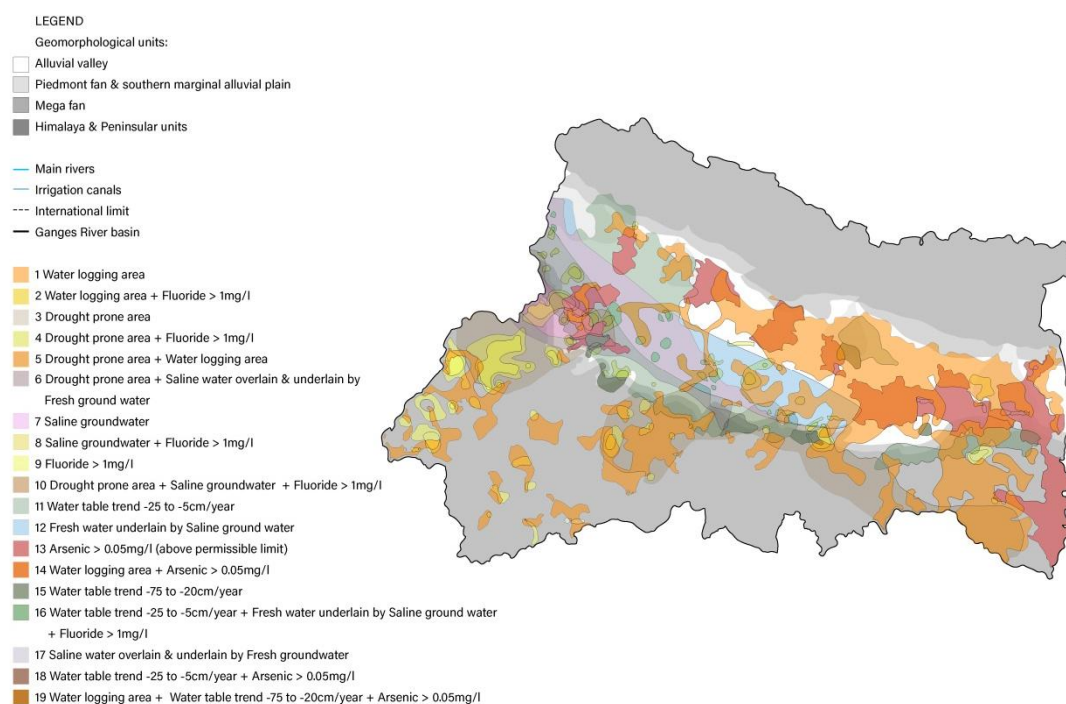 LEGEND
Geomorphological units:
Alluvial valley
Piedmont fan & southern marginal alluvial plain
Mega fan
Himalaya & Peninsular units
Main rivers
Irrigation canals
International limit
Ganges River basin
1 Water logging area
2 Water logging area + Fluoride > 1mg/l
3 Drought prone area
4 Drought prone area + Fluoride > 1mg/l
5 Drought prone area + Water logging area
6 Drought prone area + Saline water overlain & underlain by
Fresh ground water
7 Saline groundwater
8 Saline groundwater + Fluoride > 1mg/l
9 Fluoride > 1mg/l
10 Drought prone area + Saline groundwater + Fluoride > 1mg/l
11 Water table trend -25 to -5cm/year
12 Fresh water underlain by Saline ground water
13 Arsenic > 0.05mg/l (above permissible limit)
14 Water logging area + Arsenic > 0.05mg/l
15 Water table trend -75 to -20cm/year
16 Water table trend -25 to -5cm/year + Fresh water underlain by Saline ground water
+ Fluoride > 1mg/l
17 Saline water overlain & underlain by Fresh groundwater
18 Water table trend -25 to -5cm/year + Arsenic > 0.05mg/l
19 Water logging area + Water table trend -75 to -20cm/year + Arsenic > 0.05mg/l